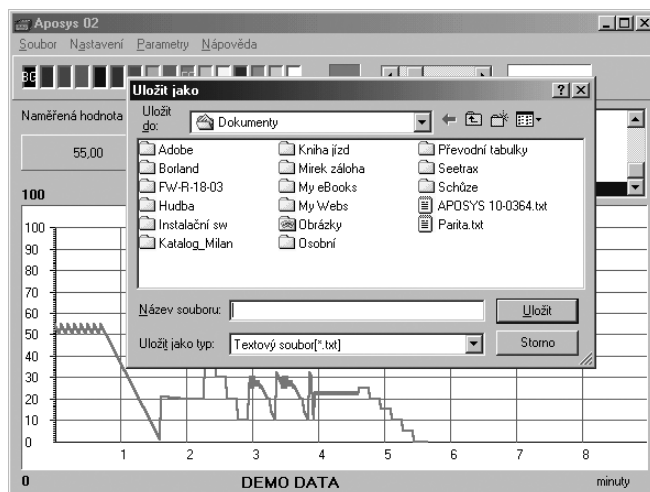 Aposys 02
Soubor Nastavení Parametry Nápověda
BG
Uložit jako
Naměřená hodnota
55,00
Uložit do: Dokumenty
Adobe Kniha jízd Převodní tabulky
Borland Mirek záloha Seetrax
FW-R-18-03 My eBooks Schůze
Hudba My Webs APOSYS 10-0364.txt
Instalační sw Obrázky Parita.txt
Katalog_Milan Osobní
Název souboru: Uložit
Uložit jako typ: Textový soubor[*.txt] Storno
100
100
90
80
70
60
50
40
30
20
10
0
1 2 3 4 5 6 7 8
0 DEMO DATA minuty